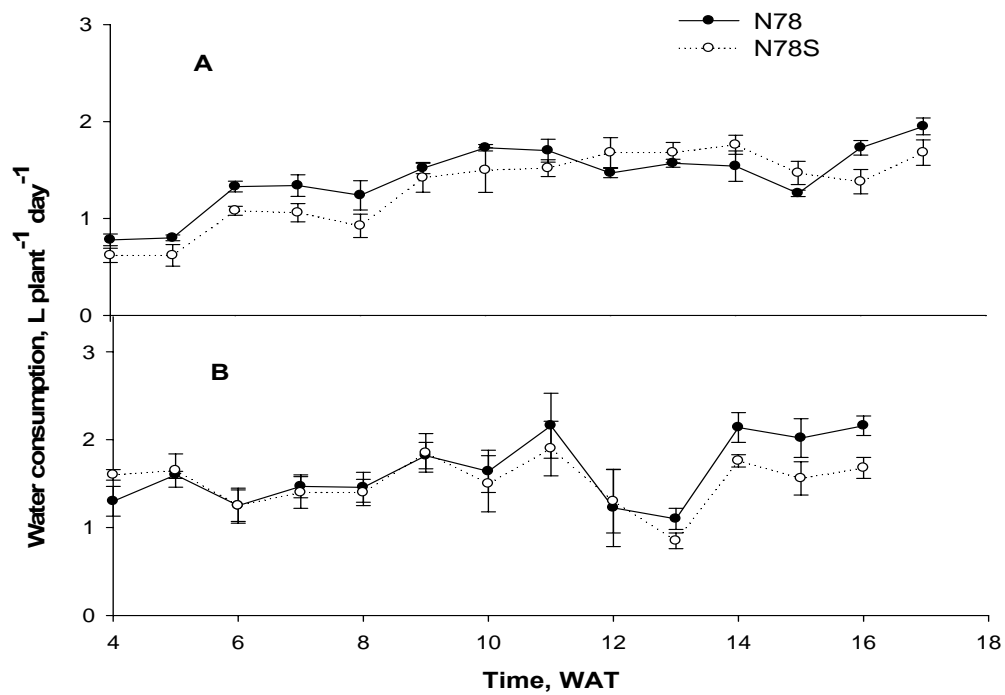 3
N78
N78S
A
2
1
0
3
B
2
1
0
4 6 8 10 12 14 16 18
Time, WAT
Water consumption, L plant⁻¹ day⁻¹